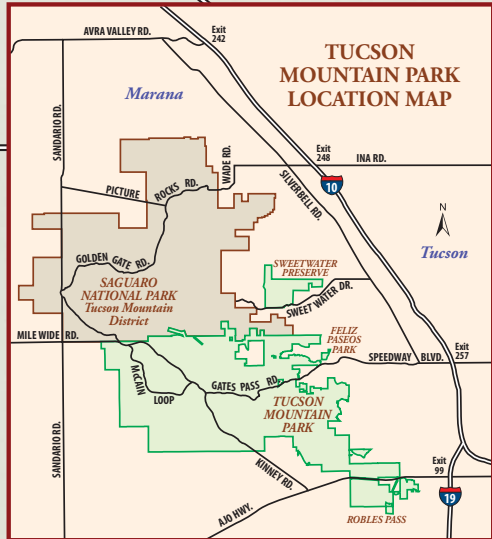 AVRA VALLEY RD.
Exit
242
TUCSON
MOUNTAIN PARK
LOCATION MAP
Marana
SANDARIO RD.
WADE RD.
Exit
248
INA RD.
10
PICTURE ROCKS RD.
SILVERBELL RD.
N
Tucson
GOLDEN GATE RD.
SWEETWATER
PRESERVE
SAGUARO
NATIONAL PARK
Tucson Mountain
District
SWEET WATER DR.
MILE WIDE RD.
FELIZ
PASEOS
PARK
SPEEDWAY BLVD.
Exit
257
McCAIN
LOOP
GATES PASS RD.
TUCSON
MOUNTAIN
PARK
SANDARIO RD.
KINNEY RD.
Exit
99
19
AJO HWY.
ROBLES PASS